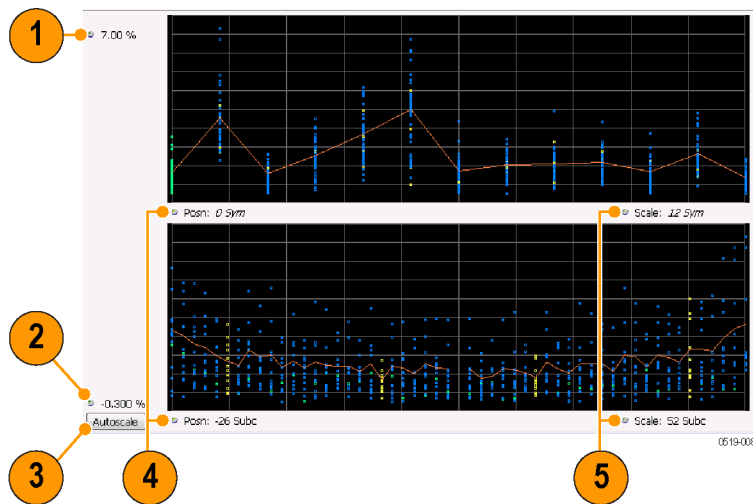 1
7.00 %
Posn: 0 Sym
Scale: 12 Sym
2
-0.300 %
Autoscale
Posn: -26 Subc
Scale: 52 Subc
0519-008
3
4
5